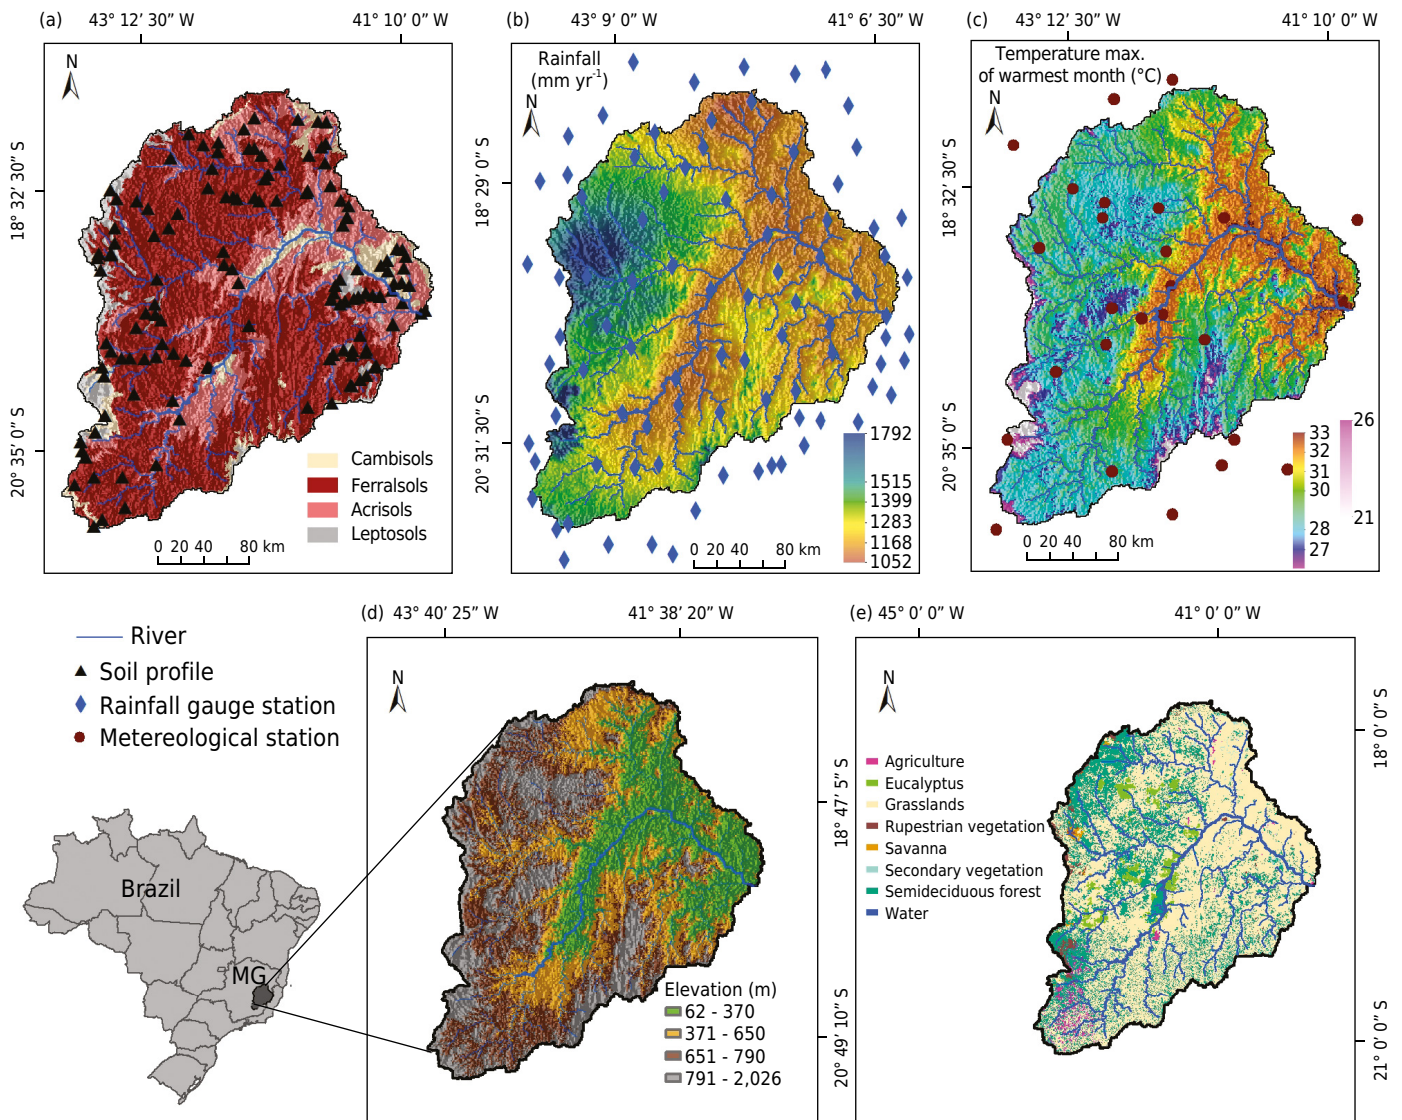 (a)
43° 12' 30" W
41° 10' 0" W
N
18° 32' 30" S
20° 35' 0" S
Cambisols
Ferralsols
Acrisols
Leptosols
0 20 40 80 km
(b)
43° 9' 0" W
41° 6' 30" W
Rainfall
(mm yr-1)
N
18° 29' 0" S
20° 31' 30" S
1792
1515
1399
1283
1168
1052
0 20 40 80 km
(c)
43° 12' 30" W
41° 10' 0" W
Temperature max.
of warmest month (°C)
N
18° 32' 30" S
20° 35' 0" S
33
32
31
30
28
27
26
21
0 20 40 80 km
River
Soil profile
Rainfall gauge station
Metereological station
Brazil
MG
(d)
43° 40' 25" W
41° 38' 20" W
N
18° 47' 5" S
20° 49' 10" S
Elevation (m)
62 - 370
371 - 650
651 - 790
791 - 2,026
(e)
45° 0' 0" W
41° 0' 0" W
N
18° 0' 0" S
21° 0' 0" S
Agriculture
Eucalyptus
Grasslands
Rupestrian vegetation
Savanna
Secondary vegetation
Semideciduous forest
Water